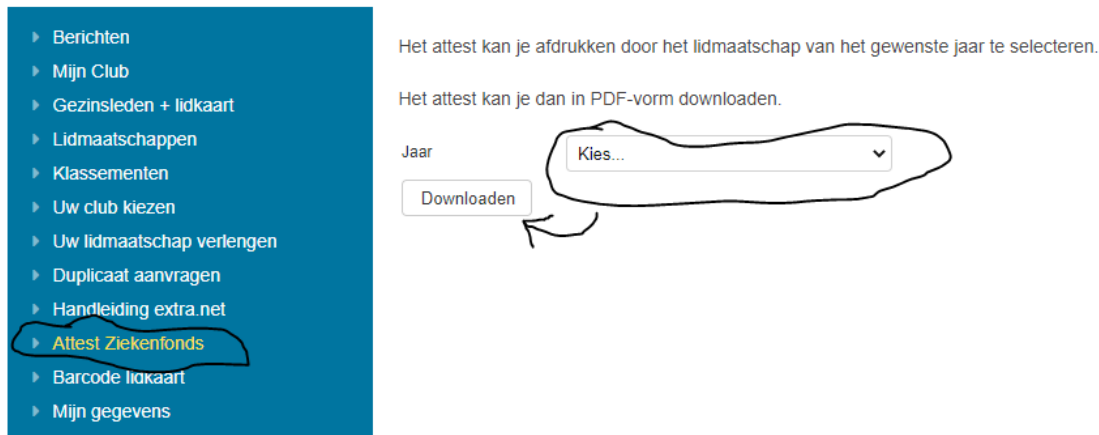 Berichten
Mijn Club
Gezinsleden + lidkaart
Lidmaatschappen
Klassementen
Uw club kiezen
Uw lidmaatschap verlengen
Duplicaat aanvragen
Handleiding extra.net
Attest Ziekenfonds
Barcode lidkaart
Mijn gegevens
Het attest kan je afdrukken door het lidmaatschap van het gewenste jaar te selecteren.
Het attest kan je dan in PDF-vorm downloaden.
Jaar
Kies...
Downloaden